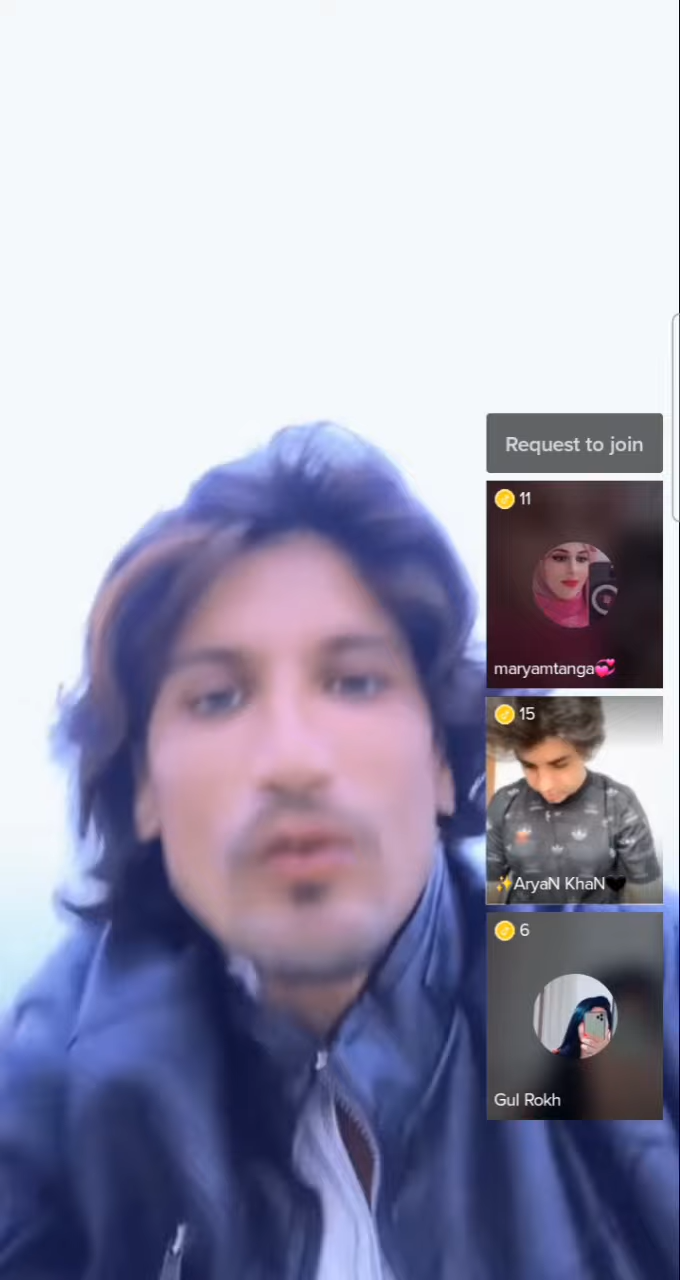 Request to join
11
maryamtanga💞
15
✨AryaN KhaN🖤
6
Gul Rokh